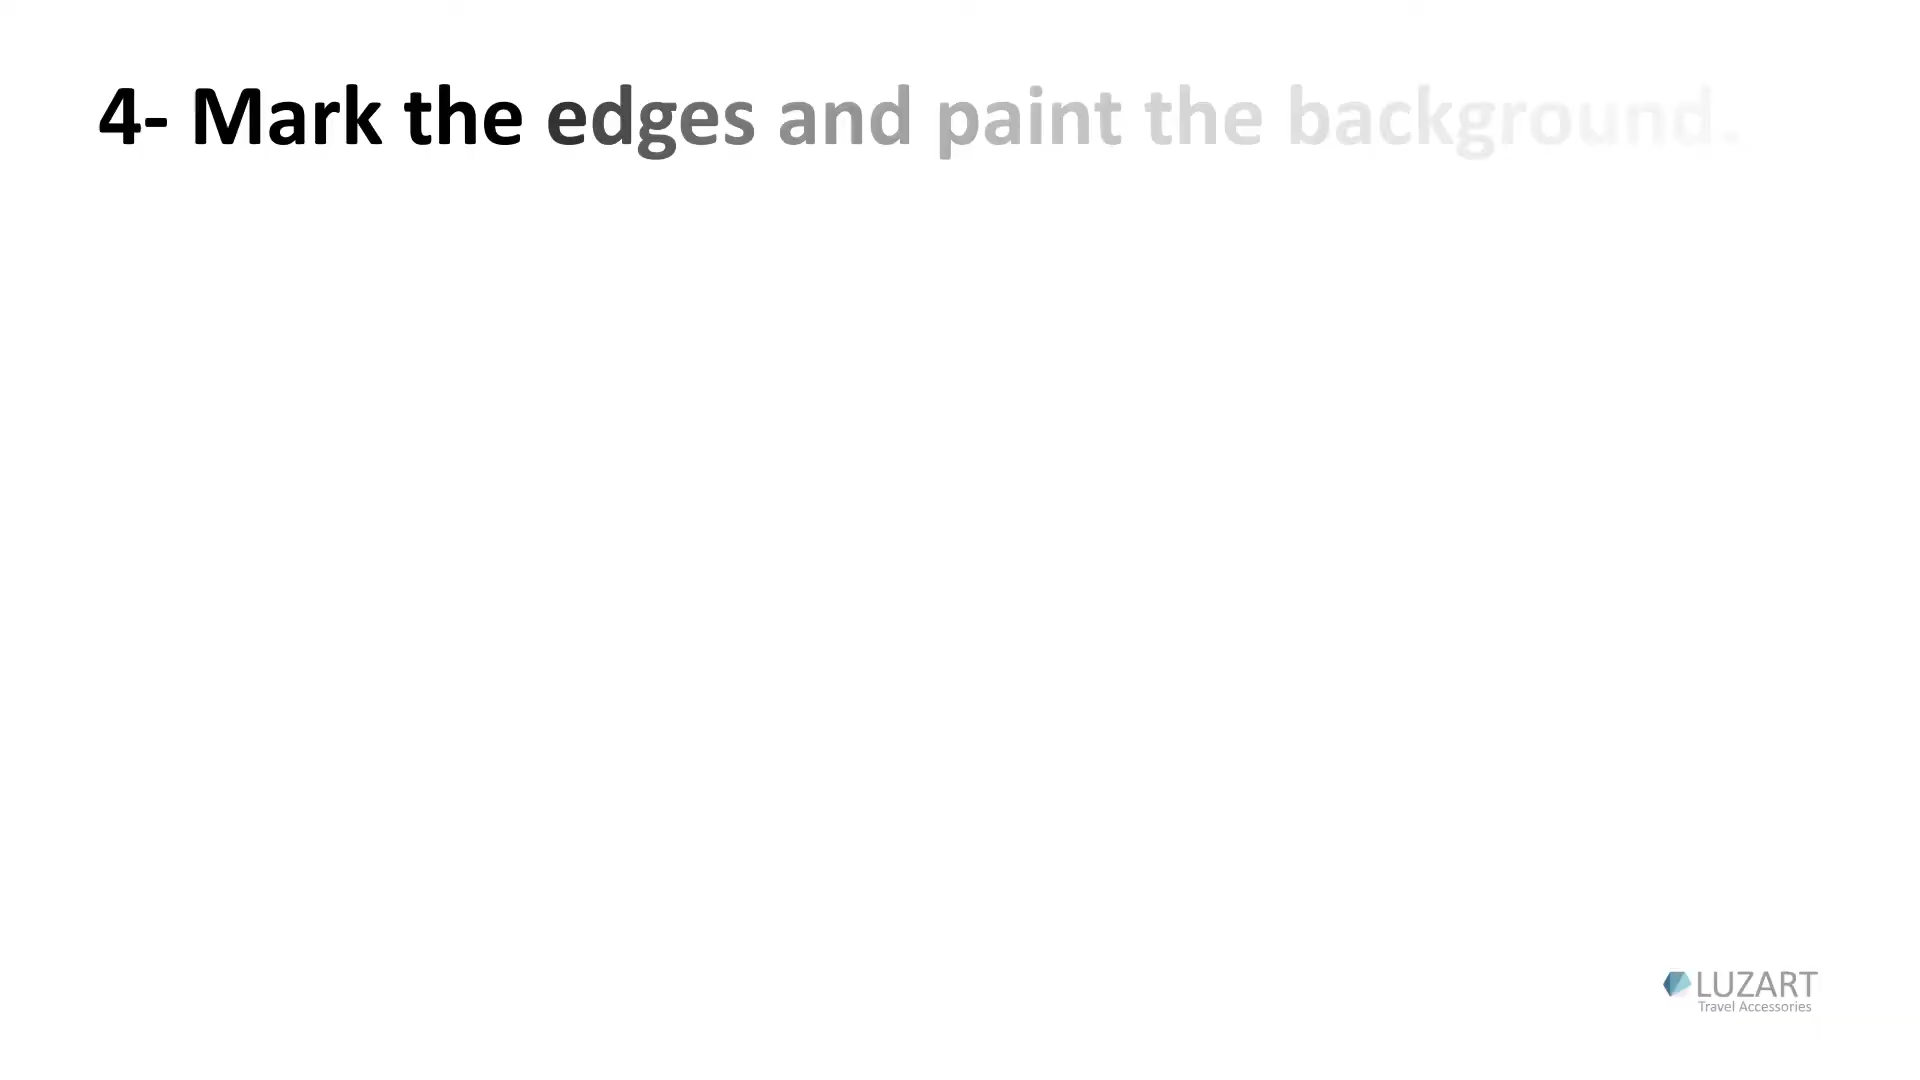 4- Mark the edges and paint the background.
LUZART
Travel Accessories